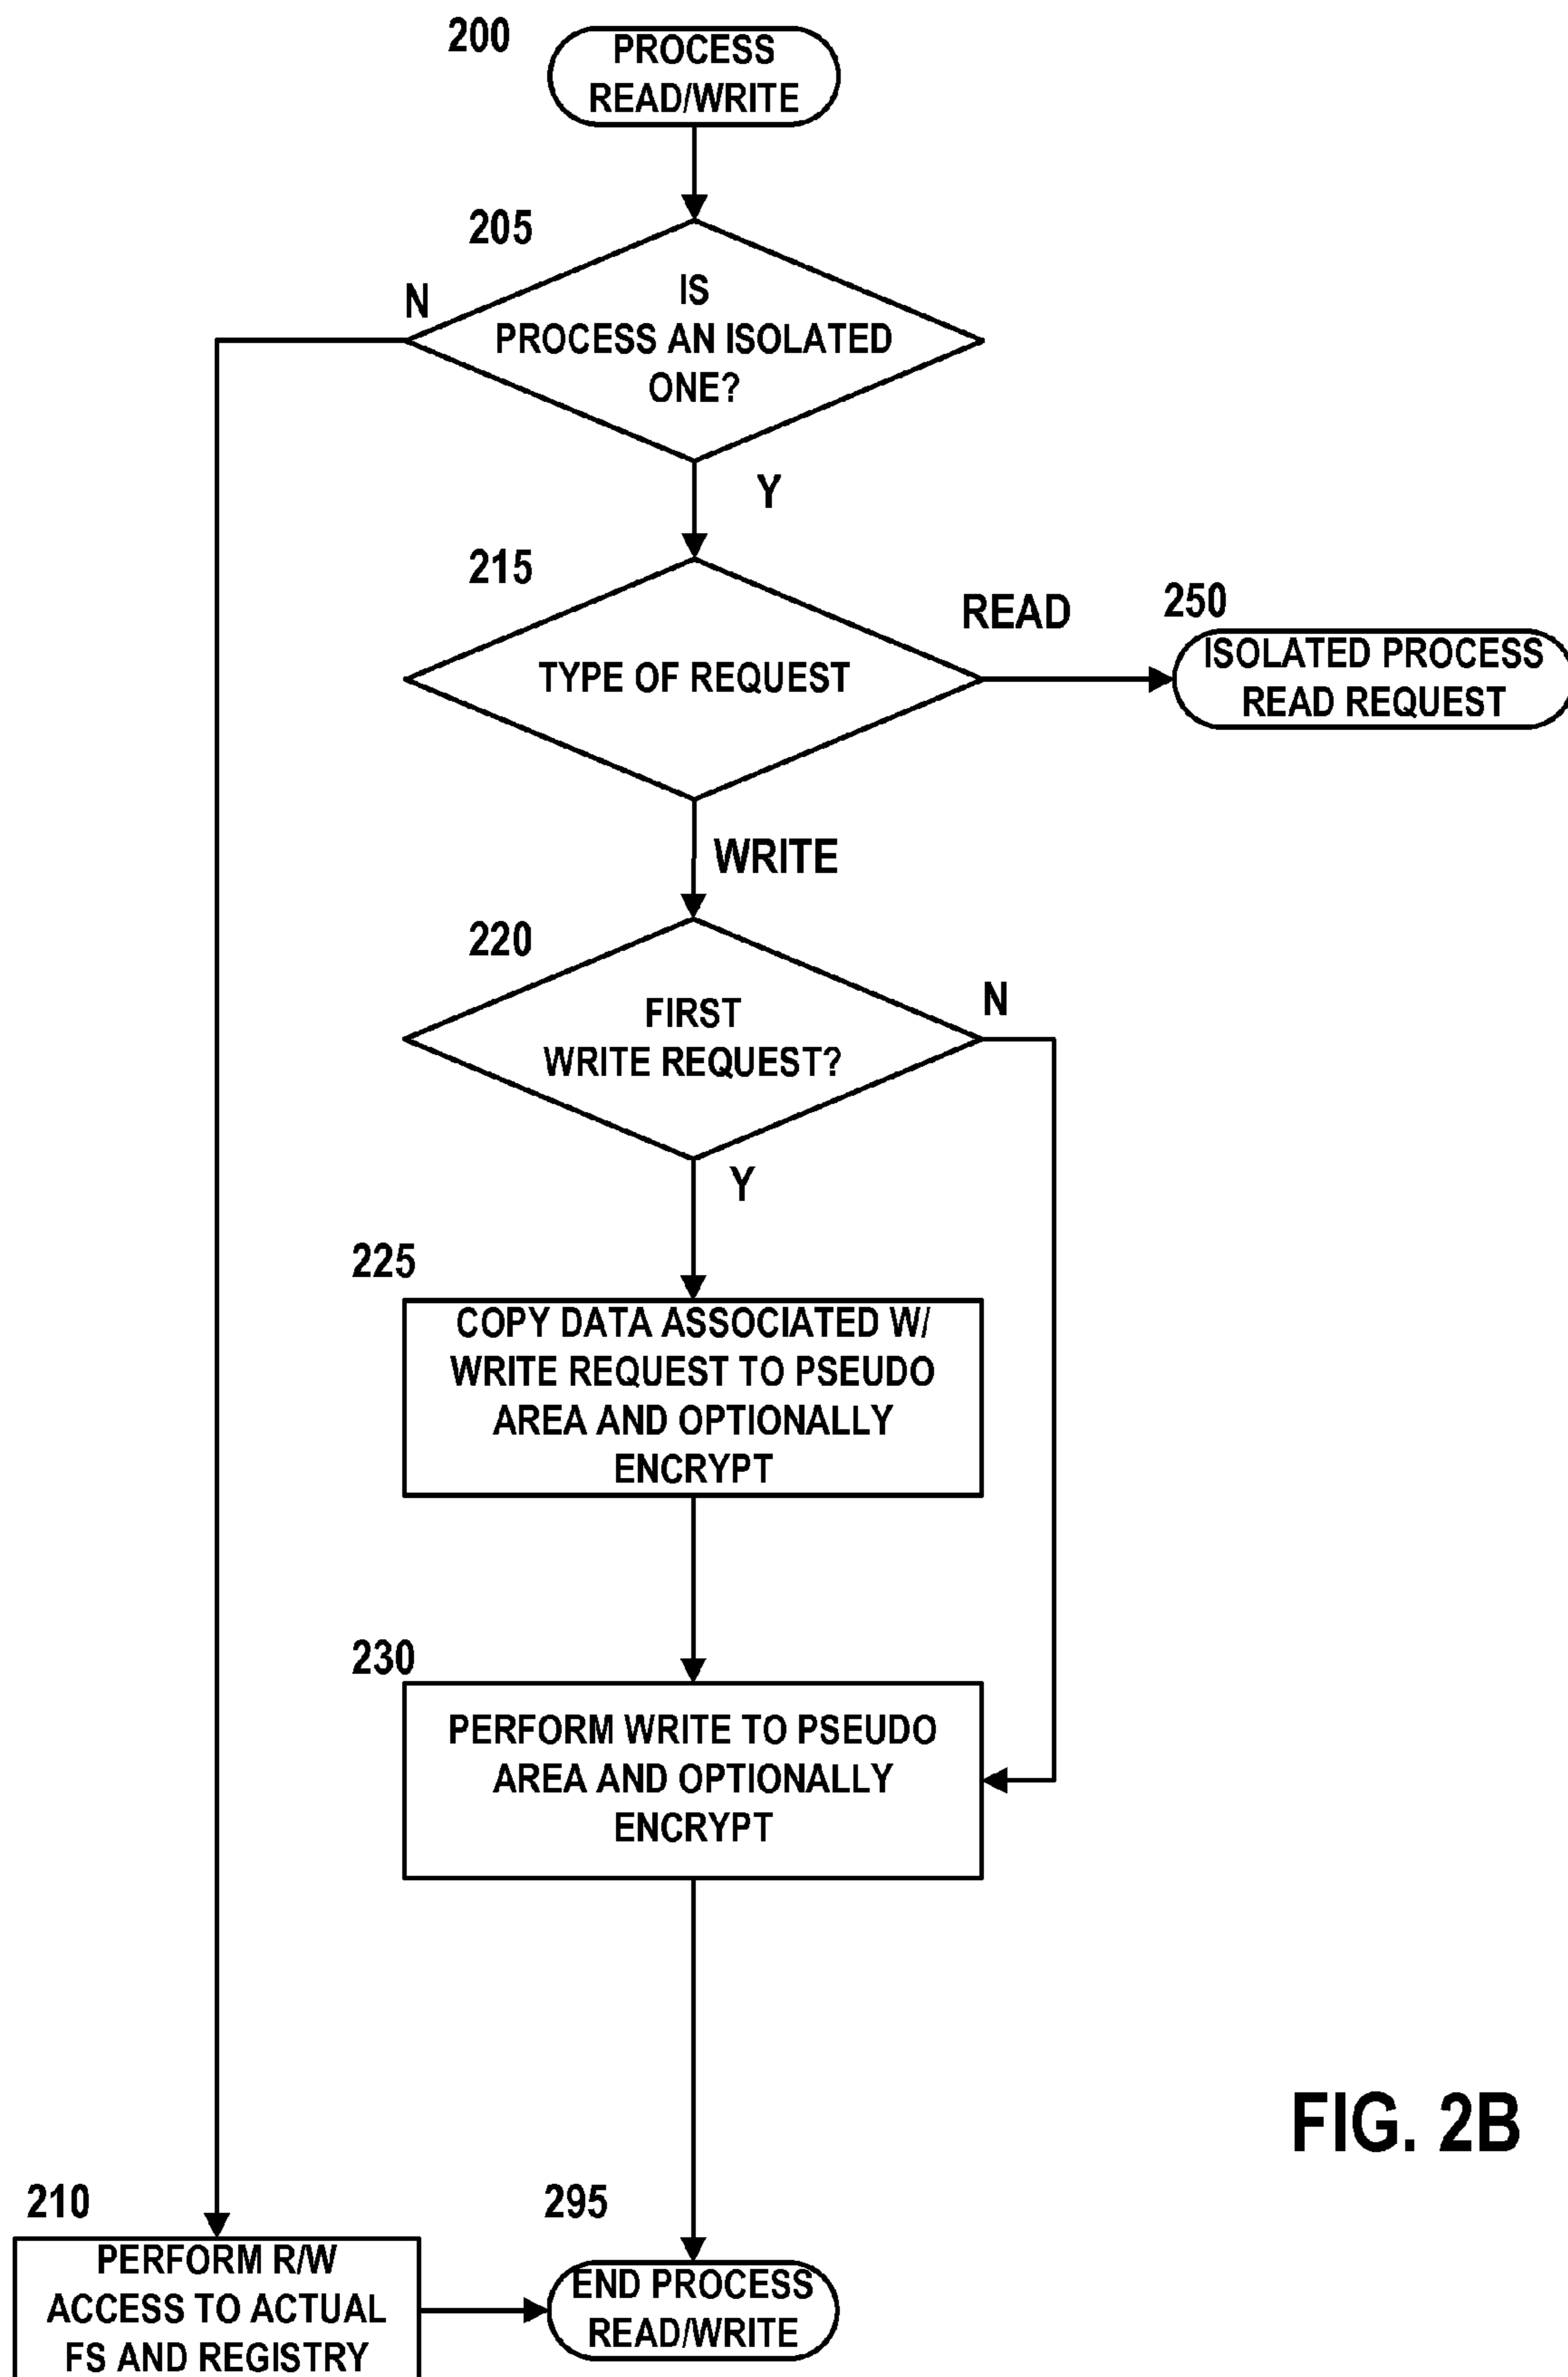 200
PROCESS
READ/WRITE
205
N
IS
PROCESS AN ISOLATED
ONE?
Y
215
TYPE OF REQUEST
READ
250
ISOLATED PROCESS
READ REQUEST
WRITE
220
FIRST
WRITE REQUEST?
N
Y
225
COPY DATA ASSOCIATED W/
WRITE REQUEST TO PSEUDO
AREA AND OPTIONALLY
ENCRYPT
230
PERFORM WRITE TO PSEUDO
AREA AND OPTIONALLY
ENCRYPT
FIG. 2B
210
PERFORM R/W
ACCESS TO ACTUAL
FS AND REGISTRY
295
END PROCESS
READ/WRITE